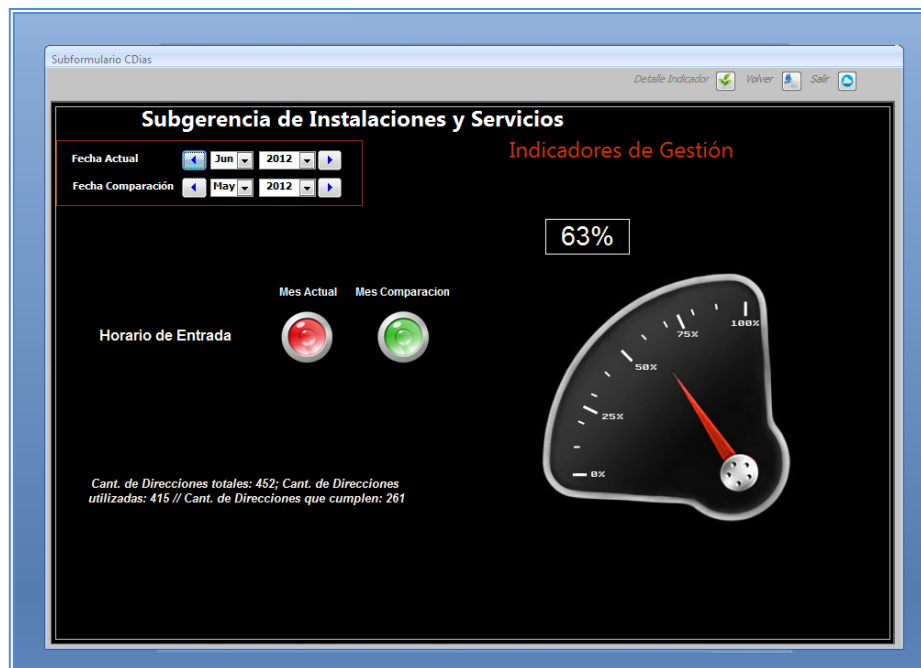 Subformulario CDias
Detalle Indicador Volver Salir
Subgerencia de Instalaciones y Servicios
Indicadores de Gestión
Fecha Actual Jun 2012
Fecha Comparación May 2012
63%
Mes Actual Mes Comparacion
Horario de Entrada
100%
75%
50%
25%
0%
Cant. de Direcciones totales: 452; Cant. de Direcciones
utilizadas: 415 // Cant. de Direcciones que cumplen: 261